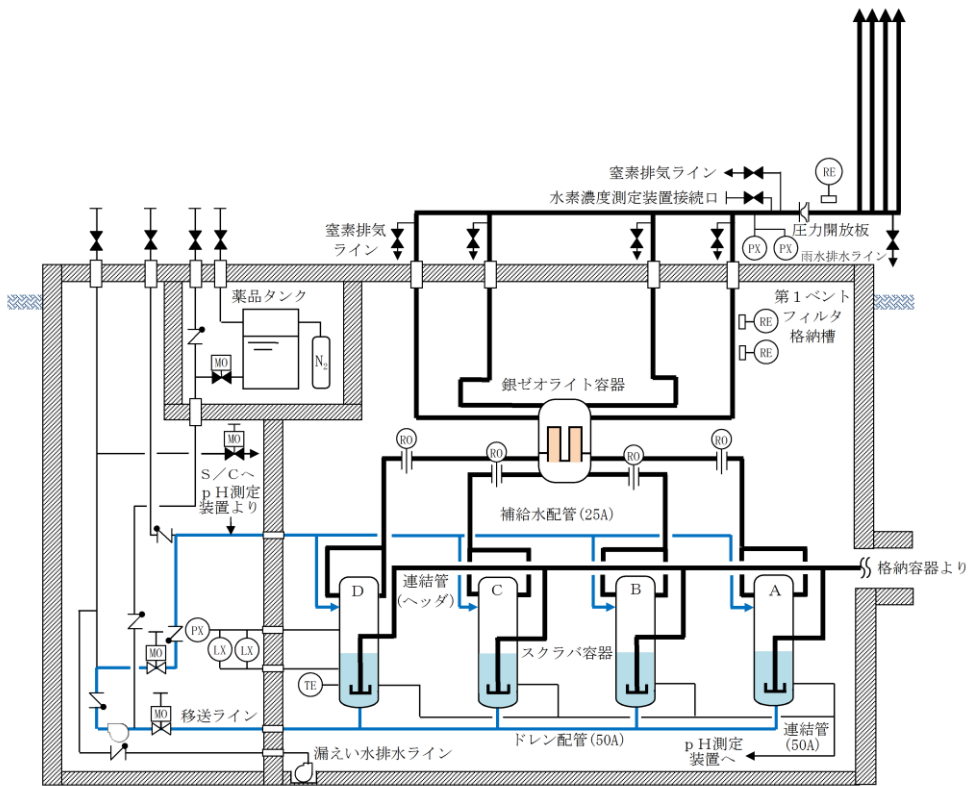 窒素排気ライン
RE
水素濃度測定装置接続口
窒素排気
ライン
圧力開放板
PX
PX
雨水排水ライン
薬品タンク
第１ベント
フィルタ
格納槽
RE
RE
MO
N2
銀ゼオライト容器
MO
RO
RO
RO
RO
S／Cへ
ｐＨ測定
装置より
補給水配管(25A)
格納容器より
連結管
(ヘッダ)
D
C
B
A
PX
LX
LX
MO
スクラバ容器
TE
MO
移送ライン
ドレン配管(50A)
連結管
(50A)
ｐＨ測定
装置へ
漏えい水排水ライン